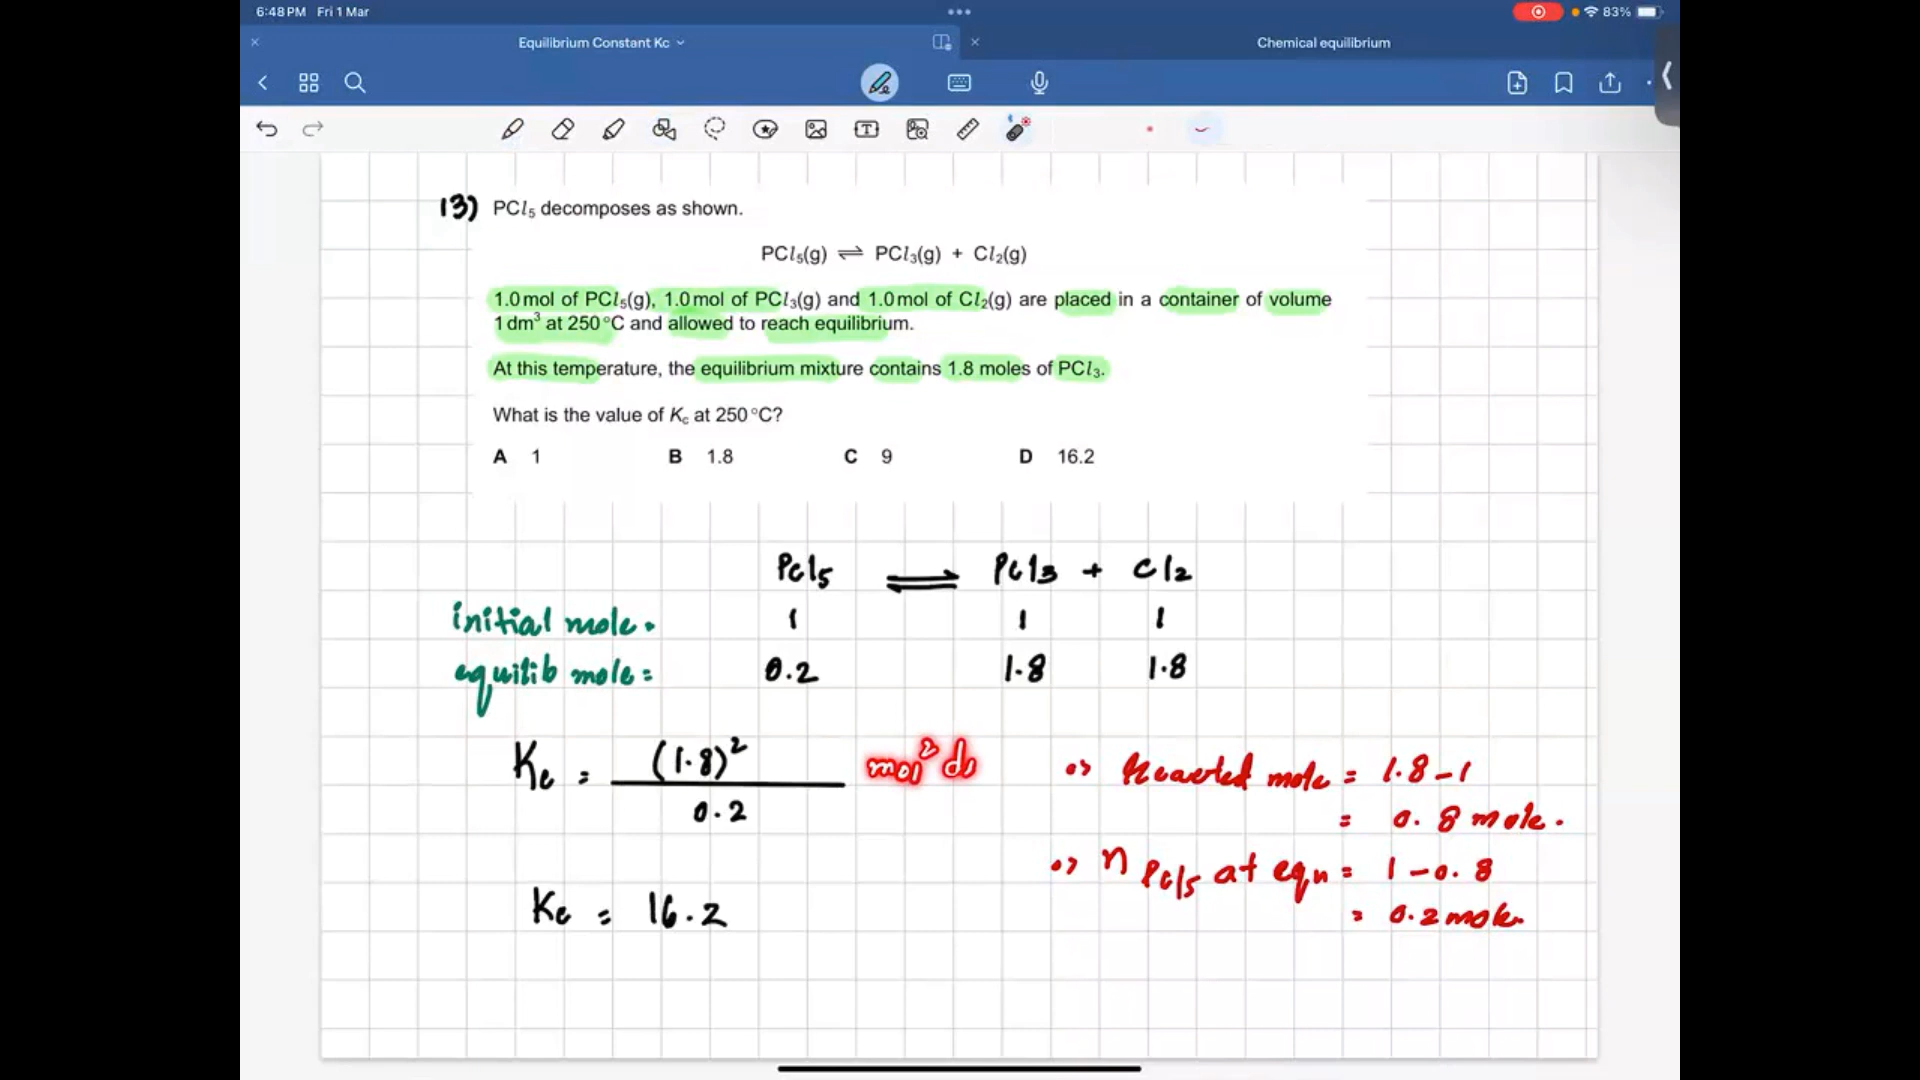 6:48 PM Fri 1 Mar
83%
Equilibrium Constant Kc
Chemical equilibrium
13) PCl₅ decomposes as shown.
PCl₅(g) ⇌ PCl₃(g) + Cl₂(g)
1.0 mol of PCl₅(g), 1.0 mol of PCl₃(g) and 1.0 mol of Cl₂(g) are placed in a container of volume
1 dm³ at 250 °C and allowed to reach equilibrium.
At this temperature, the equilibrium mixture contains 1.8 moles of PCl₃.
What is the value of K꜀ at 250 °C?
A 1 B 1.8 C 9 D 16.2
PCl₅ ⇌ PCl₃ + Cl₂
initial mole. 1 1 1
equilib mole = 0.2 1.8 1.8
Kc = (1.8)² / 0.2 mol² d
Kc = 16.2
Reacted mole = 1.8 - 1
= 0.8 mole.
n PCl₅ at eqn = 1 - 0.8
= 0.2 mole.